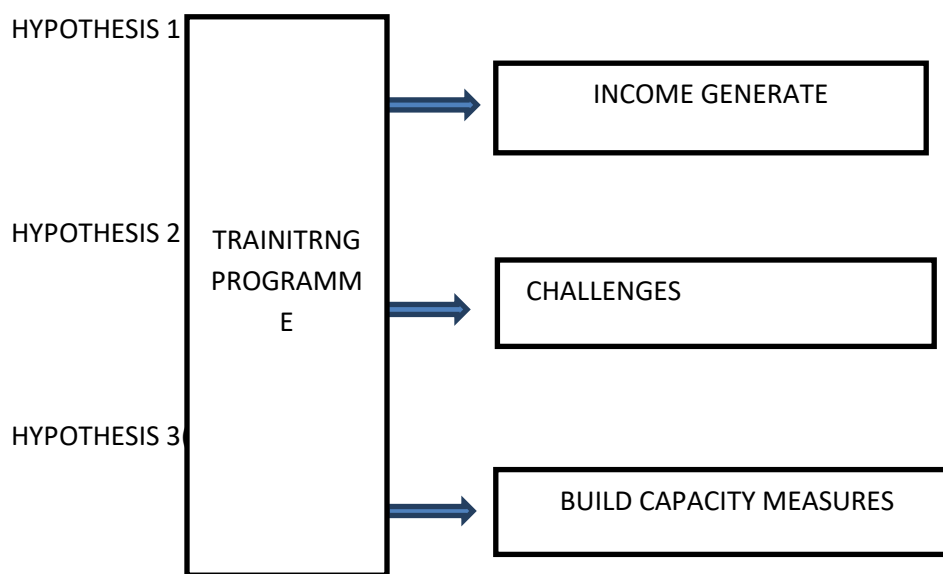 HYPOTHESIS 1
INCOME GENERATE
HYPOTHESIS 2
TRAINITRNG
PROGRAMM
E
CHALLENGES
HYPOTHESIS 3(
BUILD CAPACITY MEASURES